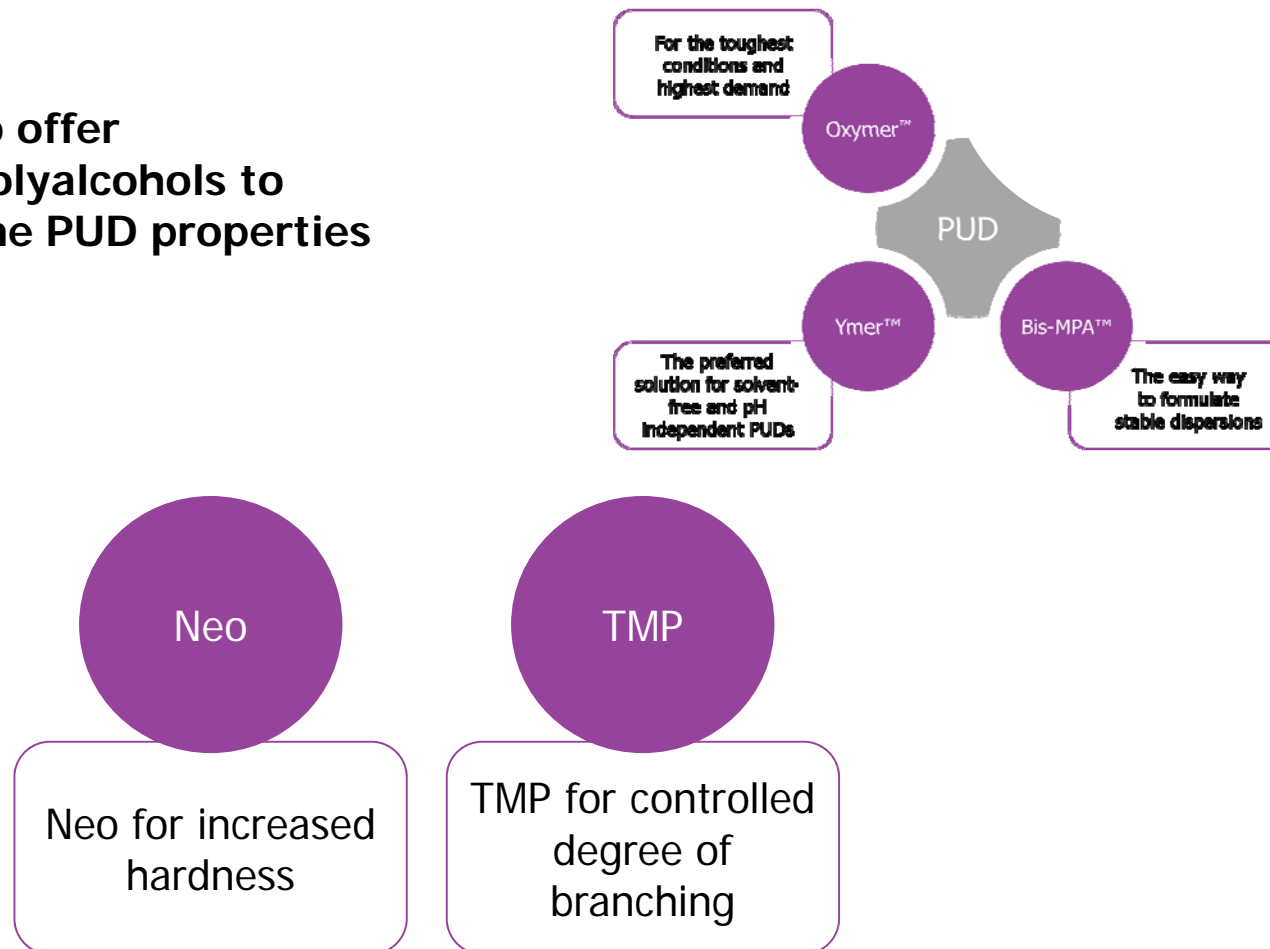 offer
olyalcohols to
PUD properties
For the toughest
conditions and
highest demand
Oxymer™
PUD
Ymer™
Bis-MPA™
The preferred
solution for solvent-
free and pH
independent PUDs
The easy way
to formulate
stable dispersions
Neo
TMP
Neo for increased
hardness
TMP for controlled
degree of
branching